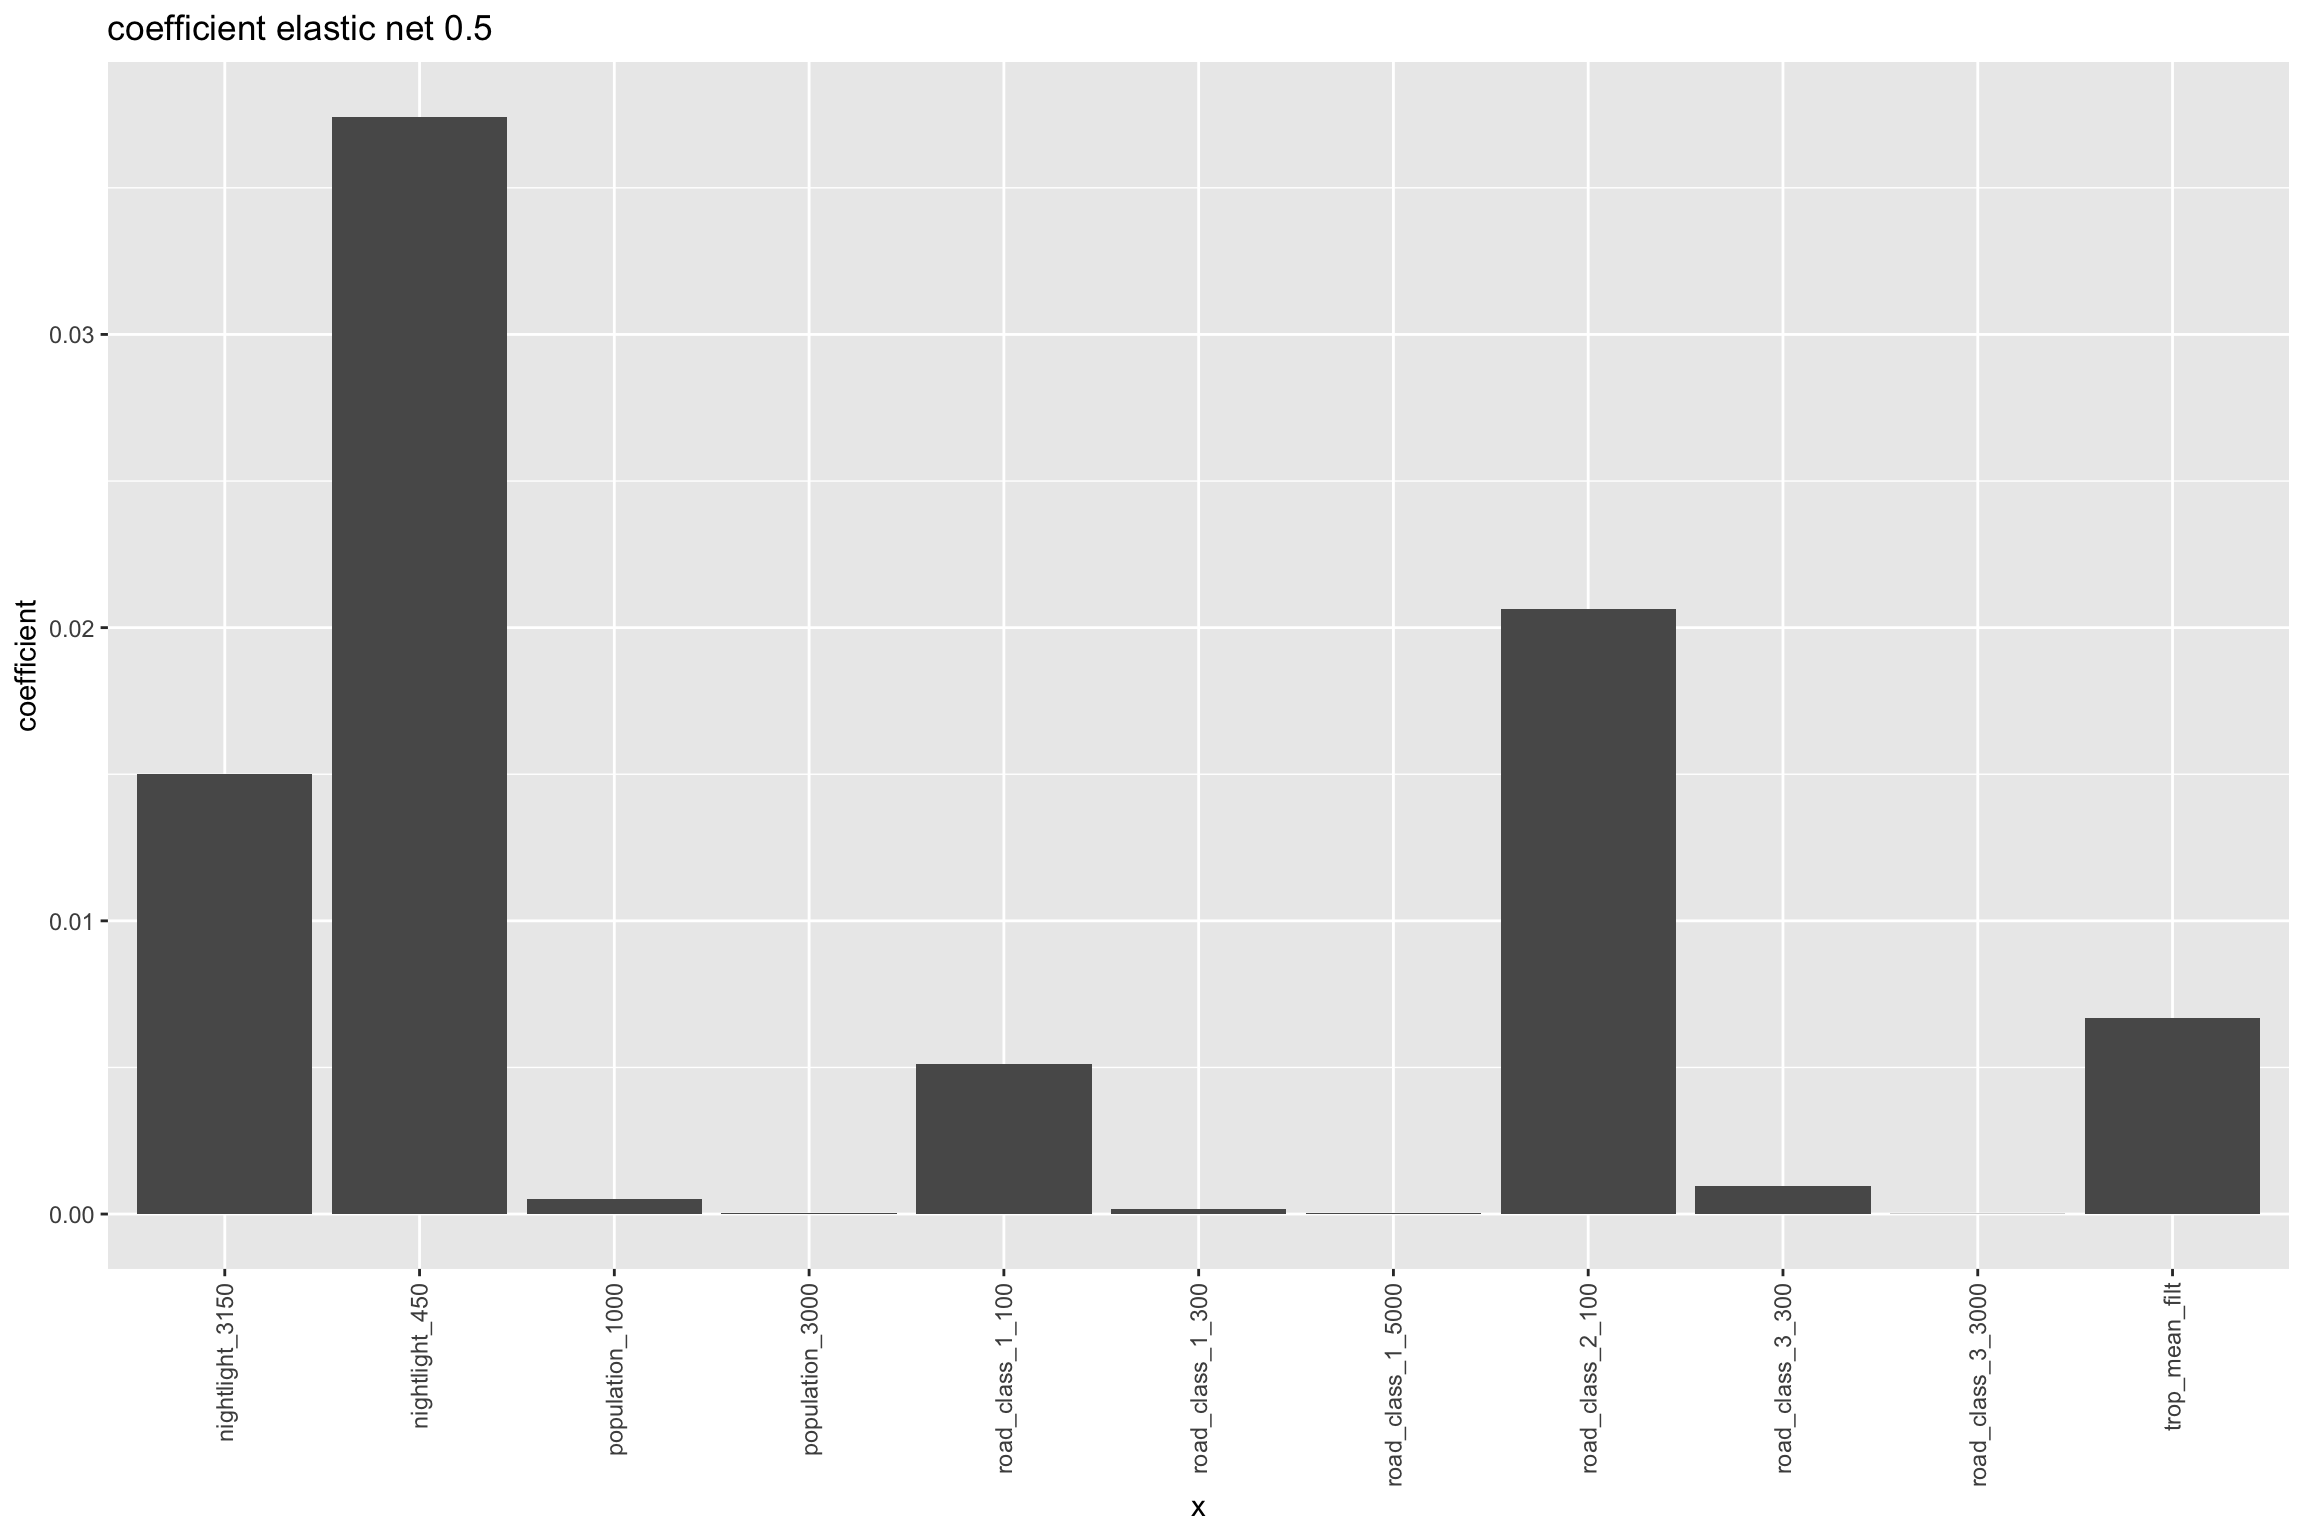 coefficient elastic net 0.5
coefficient
0.03
0.02
0.01
0.00
nightlight_3150
nightlight_450
population_1000
population_3000
road_class_1_100
road_class_1_300
road_class_1_5000
road_class_2_100
road_class_3_300
road_class_3_3000
trop_mean_filt
x